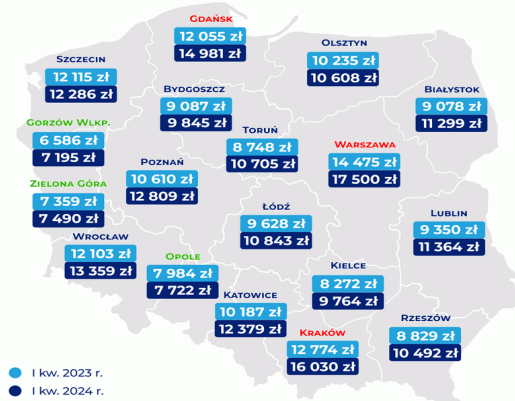 GDAŃSK
12 055 zł
14 981 zł
OLSZTYN
10 235 zł
10 608 zł
SZCZECIN
12 115 zł
12 286 zł
BYDGOSZCZ
9 087 zł
9 845 zł
BIAŁYSTOK
9 078 zł
11 299 zł
GORZÓW WLKP.
6 586 zł
7 195 zł
TORUŃ
8 748 zł
10 705 zł
WARSZAWA
14 475 zł
17 500 zł
POZNAŃ
10 610 zł
12 809 zł
ZIELONA GÓRA
7 359 zł
7 490 zł
ŁÓDŹ
9 628 zł
10 843 zł
LUBLIN
9 350 zł
11 364 zł
WROCŁAW
12 103 zł
13 359 zł
OPOLE
7 984 zł
7 722 zł
KIELCE
8 272 zł
9 764 zł
KATOWICE
10 187 zł
12 379 zł
RZESZÓW
8 829 zł
10 492 zł
KRAKÓW
12 774 zł
16 030 zł
I kw. 2023 r.
I kw. 2024 r.